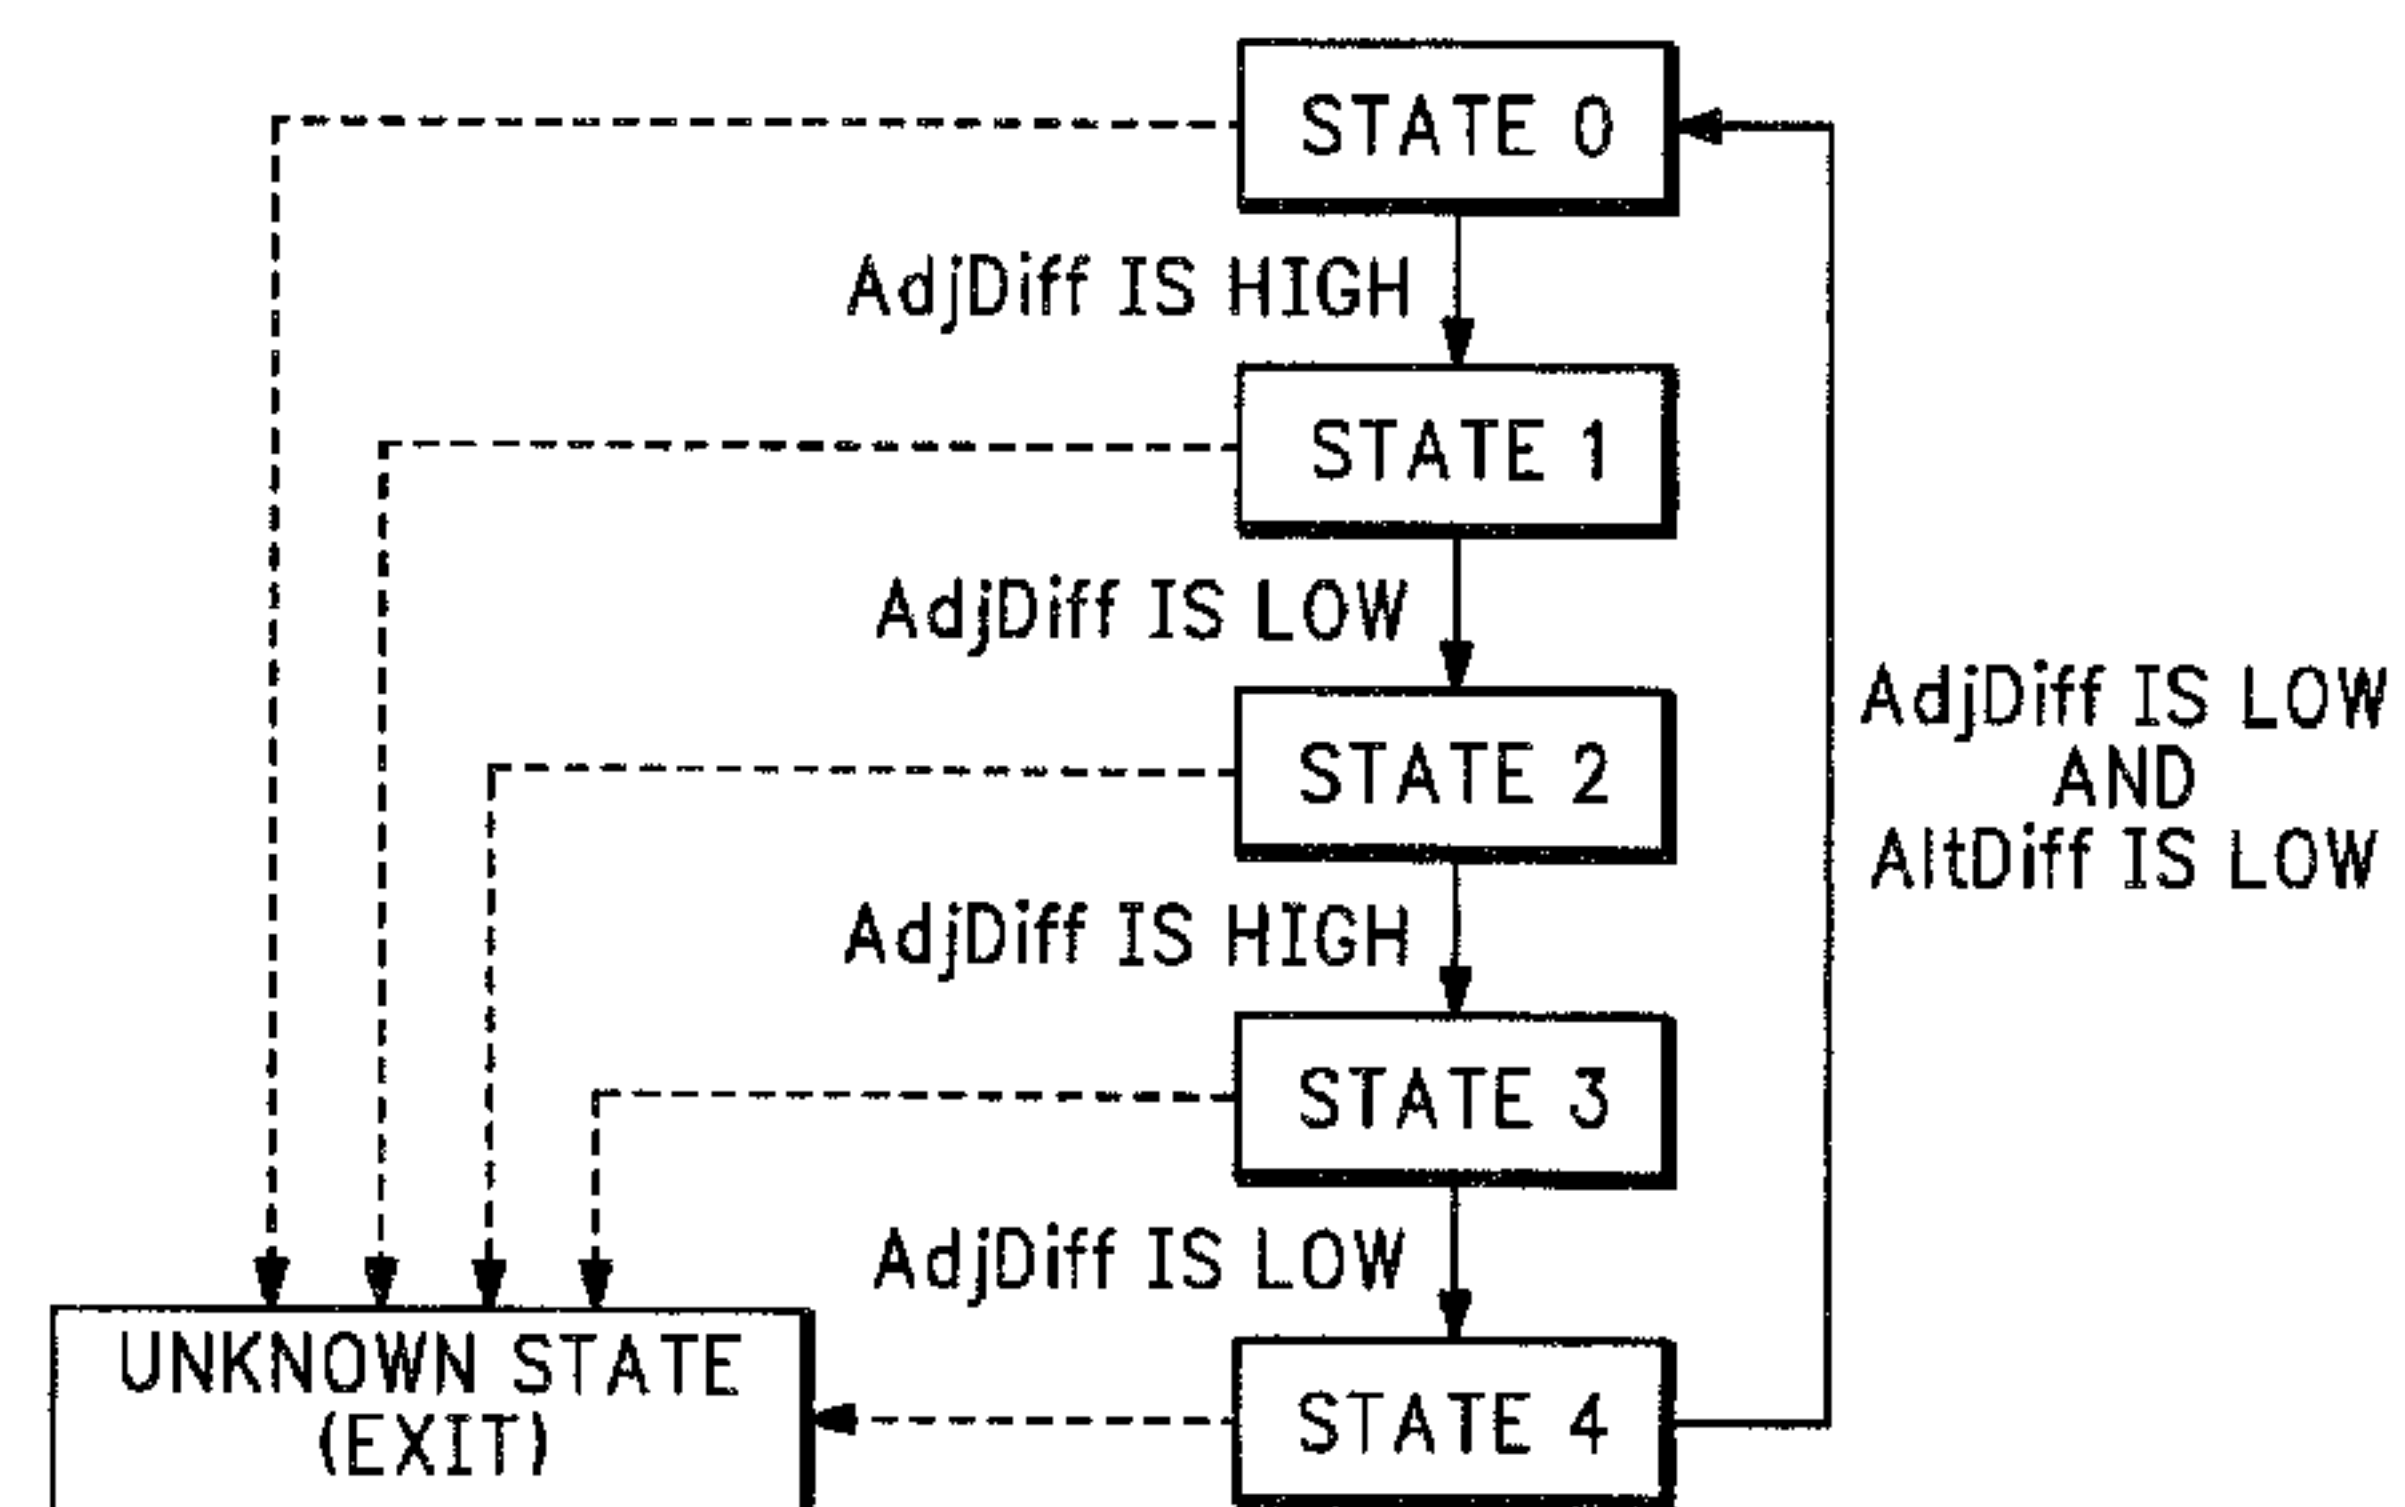 STATE 0
AdjDiff IS HIGH
STATE 1
AdjDiff IS LOW
STATE 2
AdjDiff IS LOW
AND
AltDiff IS LOW
AdjDiff IS HIGH
STATE 3
AdjDiff IS LOW
UNKNOWN STATE
(EXIT)
STATE 4